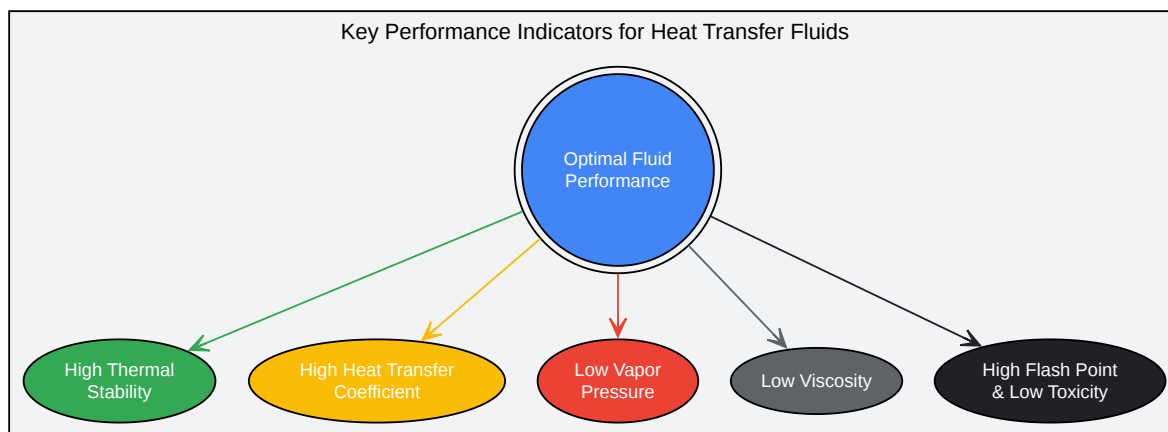 Key Performance Indicators for Heat Transfer Fluids
Optimal Fluid
Performance
High Thermal
Stability
High Heat Transfer
Coefficient
Low Vapor
Pressure
Low Viscosity
High Flash Point
& Low Toxicity